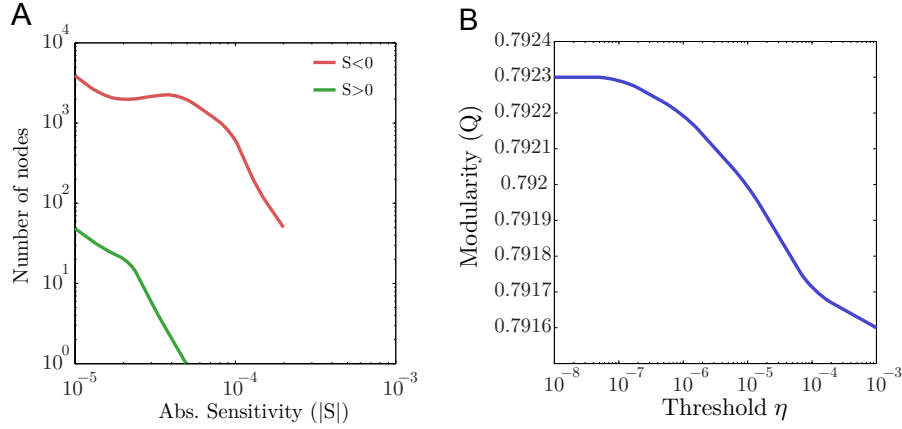 A
Number of nodes
10^4
10^3
10^2
10^1
10^0
10^−5
10^−4
10^−3
Abs. Sensitivity (|S|)
S<0
S>0
B
Modularity (Q)
0.7924
0.7923
0.7922
0.7921
0.792
0.7919
0.7918
0.7917
0.7916
10^−8
10^−7
10^−6
10^−5
10^−4
10^−3
Threshold η